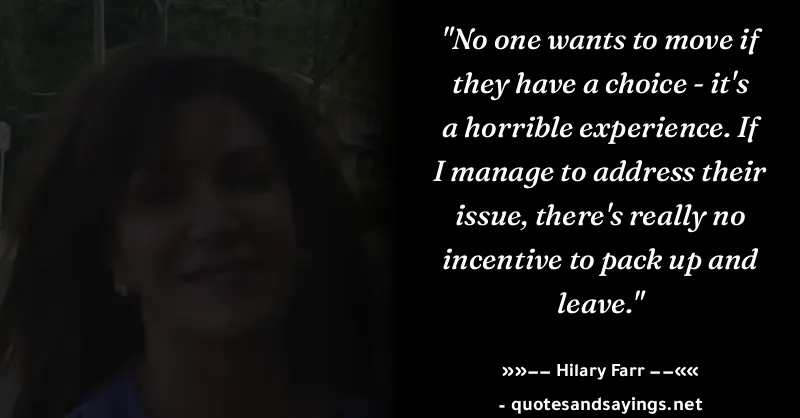 "No one wants to move if
they have a choice - it's
a horrible experience. If
I manage to address their
issue, there's really no
incentive to pack up and
leave."
»»−− Hilary Farr −−««
- quotesandsayings.net